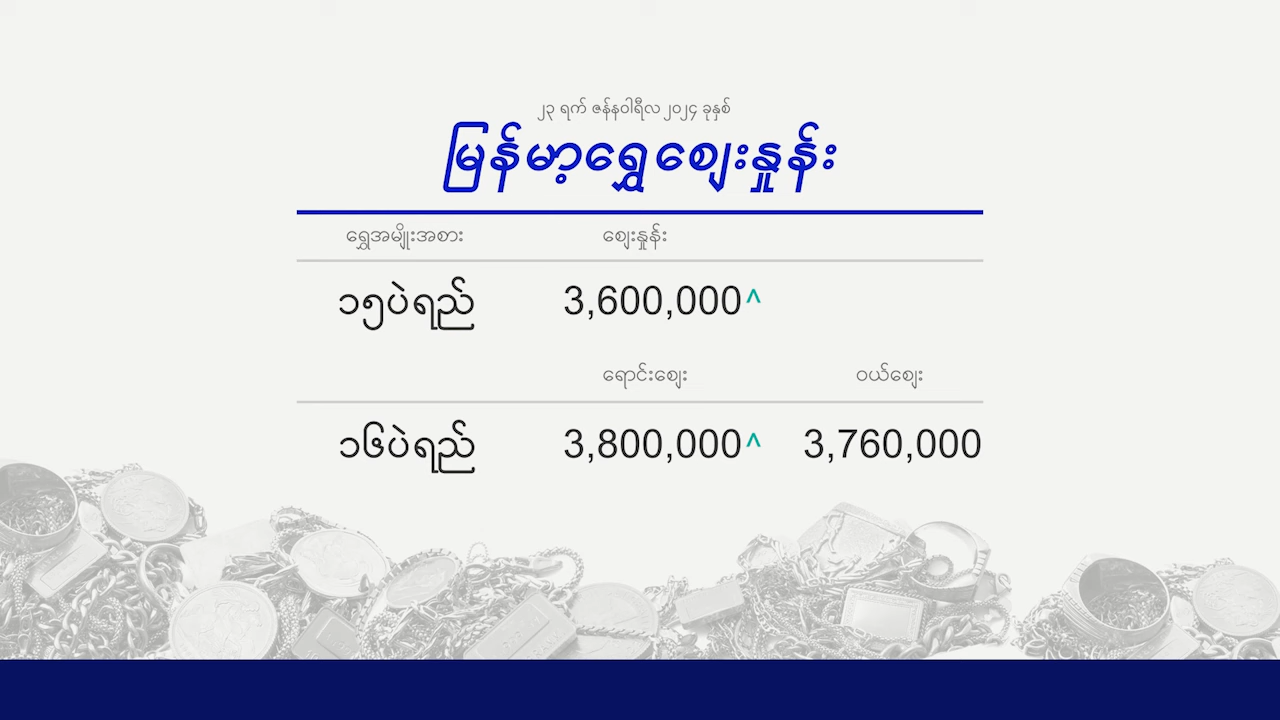 ၂၃ ရက် ဇန်နဝါရီလ ၂၀၂၄ ခုနှစ်
မြန်မာ့ရွှေဈေးနှုန်း
ရွှေအမျိုးအစား ဈေးနှုန်း
၁၅ပဲရည် 3,600,000^
ရောင်းဈေး ဝယ်ဈေး
၁၆ပဲရည် 3,800,000^ 3,760,000